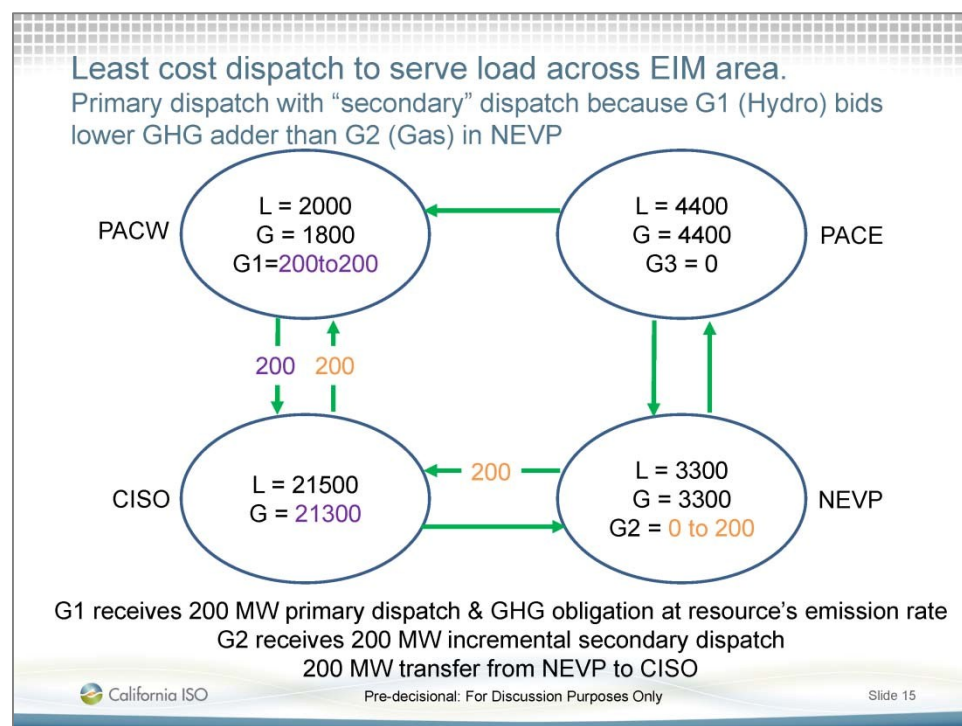 Least cost dispatch to serve load across EIM area.
Primary dispatch with “secondary” dispatch because G1 (Hydro) bids
lower GHG adder than G2 (Gas) in NEVP
PACW
L = 2000
G = 1800
G1=200to200
L = 4400
G = 4400
G3 = 0
PACE
200
200
CISO
L = 21500
G = 21300
200
L = 3300
G = 3300
G2 = 0 to 200
NEVP
G1 receives 200 MW primary dispatch & GHG obligation at resource’s emission rate
G2 receives 200 MW incremental secondary dispatch
200 MW transfer from NEVP to CISO
California ISO
Pre-decisional: For Discussion Purposes Only
Slide 15